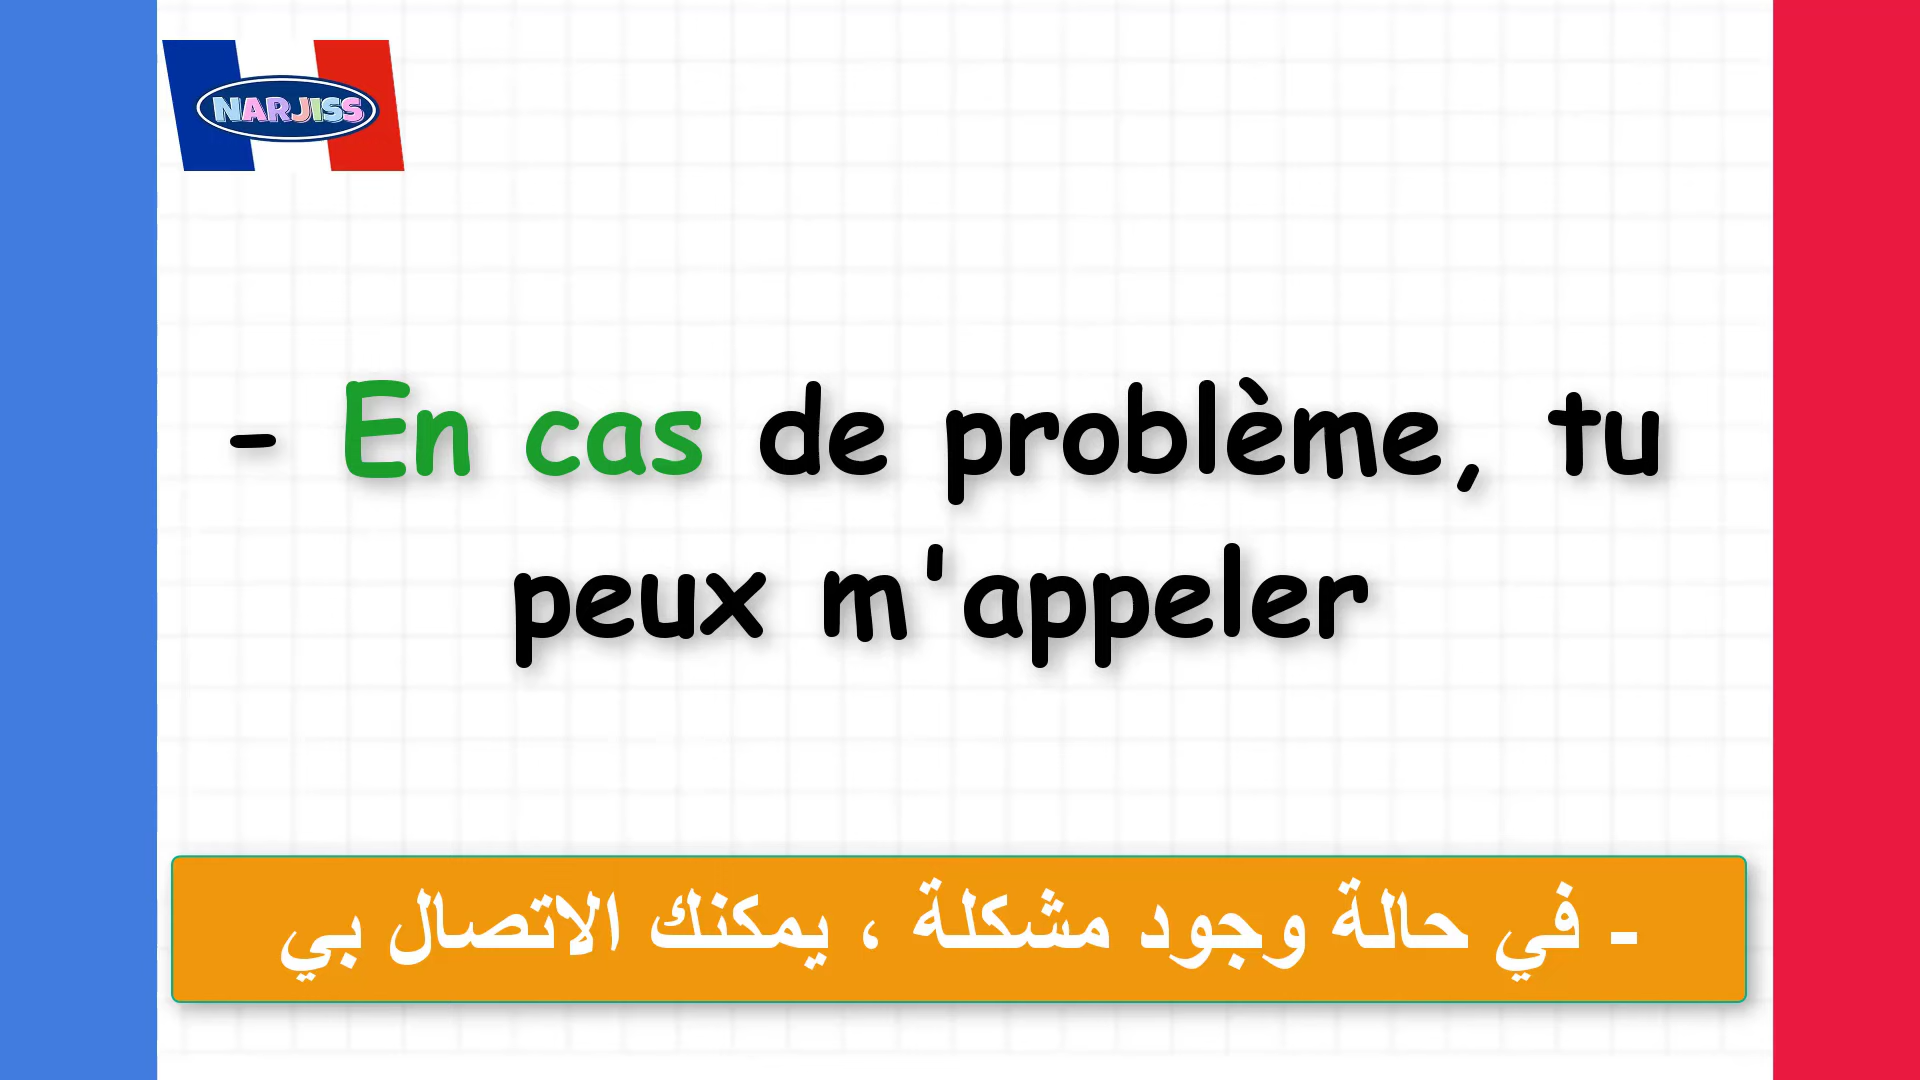 NARJISS
- En cas de problème, tu
peux m'appeler
- في حالة وجود مشكلة ، يمكنك الاتصال بي